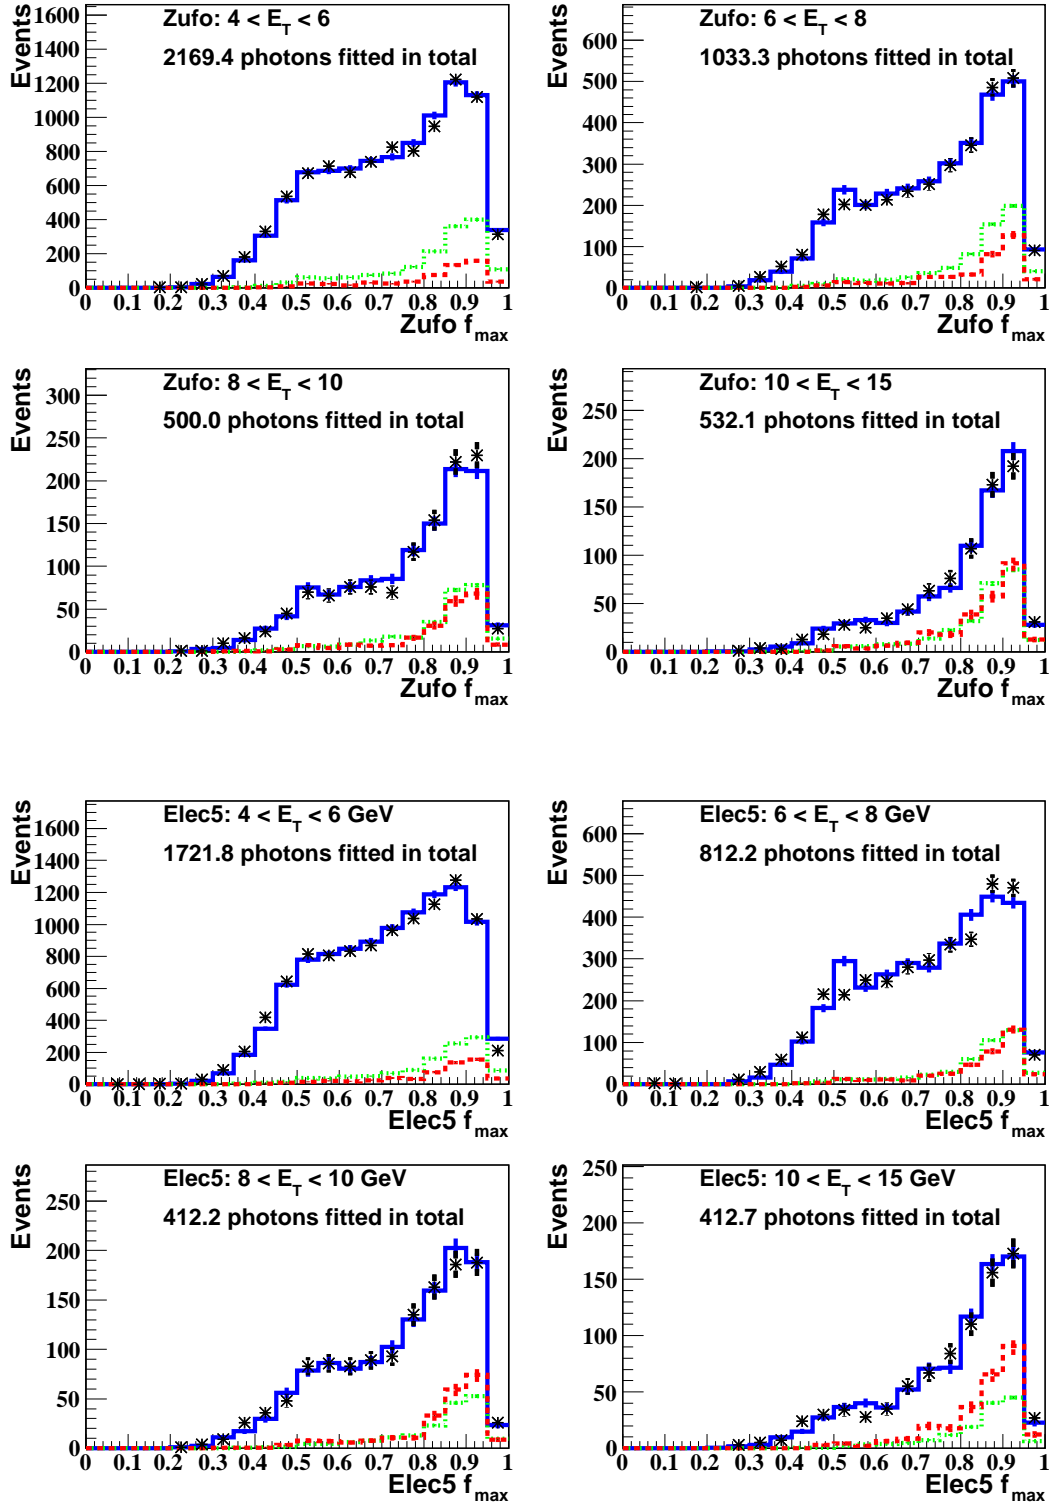 Zufo: 4 < E_T < 6
2169.4 photons fitted in total
Events
1600
1400
1200
1000
800
600
400
200
0
0 0.1 0.2 0.3 0.4 0.5 0.6 0.7 0.8 0.9 1
Zufo f_max
Zufo: 6 < E_T < 8
1033.3 photons fitted in total
Events
600
500
400
300
200
100
0
0 0.1 0.2 0.3 0.4 0.5 0.6 0.7 0.8 0.9 1
Zufo f_max
Zufo: 8 < E_T < 10
500.0 photons fitted in total
Events
300
250
200
150
100
50
0
0 0.1 0.2 0.3 0.4 0.5 0.6 0.7 0.8 0.9 1
Zufo f_max
Zufo: 10 < E_T < 15
532.1 photons fitted in total
Events
250
200
150
100
50
0
0 0.1 0.2 0.3 0.4 0.5 0.6 0.7 0.8 0.9 1
Zufo f_max
Elec5: 4 < E_T < 6 GeV
1721.8 photons fitted in total
Events
1600
1400
1200
1000
800
600
400
200
0
0 0.1 0.2 0.3 0.4 0.5 0.6 0.7 0.8 0.9 1
Elec5 f_max
Elec5: 6 < E_T < 8 GeV
812.2 photons fitted in total
Events
600
500
400
300
200
100
0
0 0.1 0.2 0.3 0.4 0.5 0.6 0.7 0.8 0.9 1
Elec5 f_max
Elec5: 8 < E_T < 10 GeV
412.2 photons fitted in total
Events
250
200
150
100
50
0
0 0.1 0.2 0.3 0.4 0.5 0.6 0.7 0.8 0.9 1
Elec5 f_max
Elec5: 10 < E_T < 15 GeV
412.7 photons fitted in total
Events
250
200
150
100
50
0
0 0.1 0.2 0.3 0.4 0.5 0.6 0.7 0.8 0.9 1
Elec5 f_max